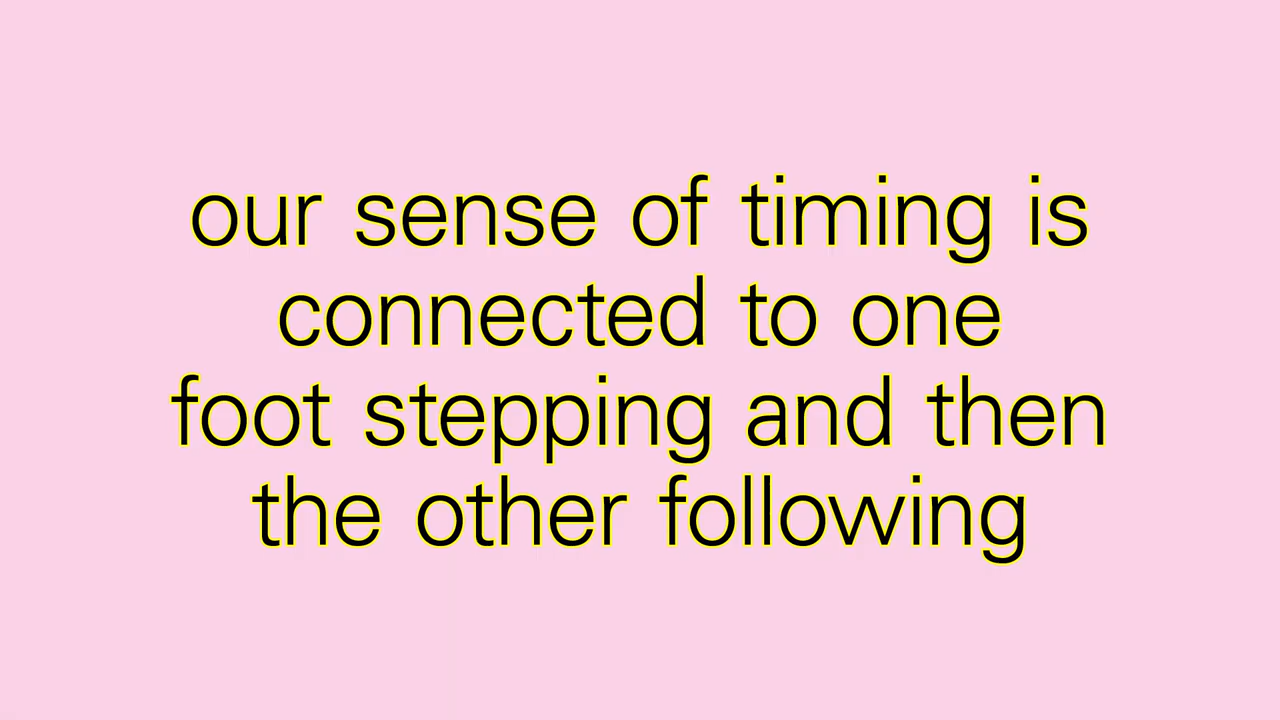 our sense of timing is
connected to one
foot stepping and then
the other following